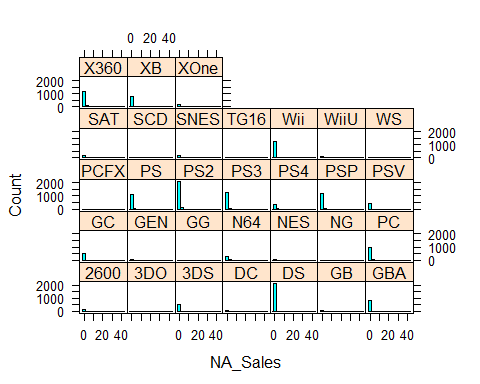 0 20 40
X360 XB XOne
2000
1000
0
SAT SCD SNES TG16 Wii WiiU WS
2000
1000
0
PCFX PS PS2 PS3 PS4 PSP PSV
2000
1000
0
GC GEN GG N64 NES NG PC
2000
1000
0
2600 3DO 3DS DC DS GB GBA
2000
1000
0
0 20 40 0 20 40 0 20 40 0 20 40
Count
NA_Sales